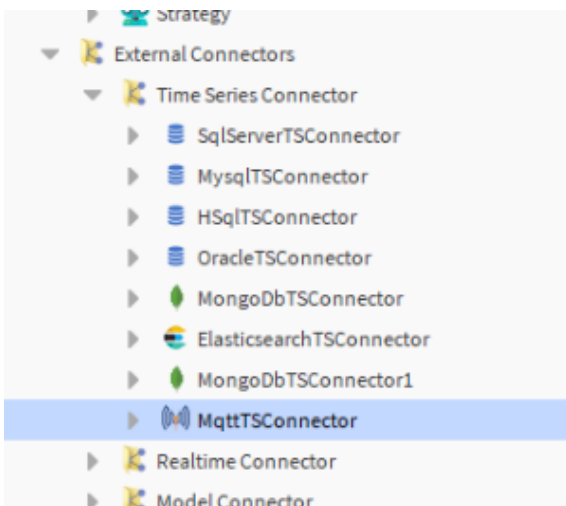 Strategy
External Connectors
Time Series Connector
SqlServerTSConnector
MysqlTSConnector
HSqlTSConnector
OracleTSConnector
MongoDbTSConnector
ElasticsearchTSConnector
MongoDbTSConnector1
MqttTSConnector
Realtime Connector
Model Connector